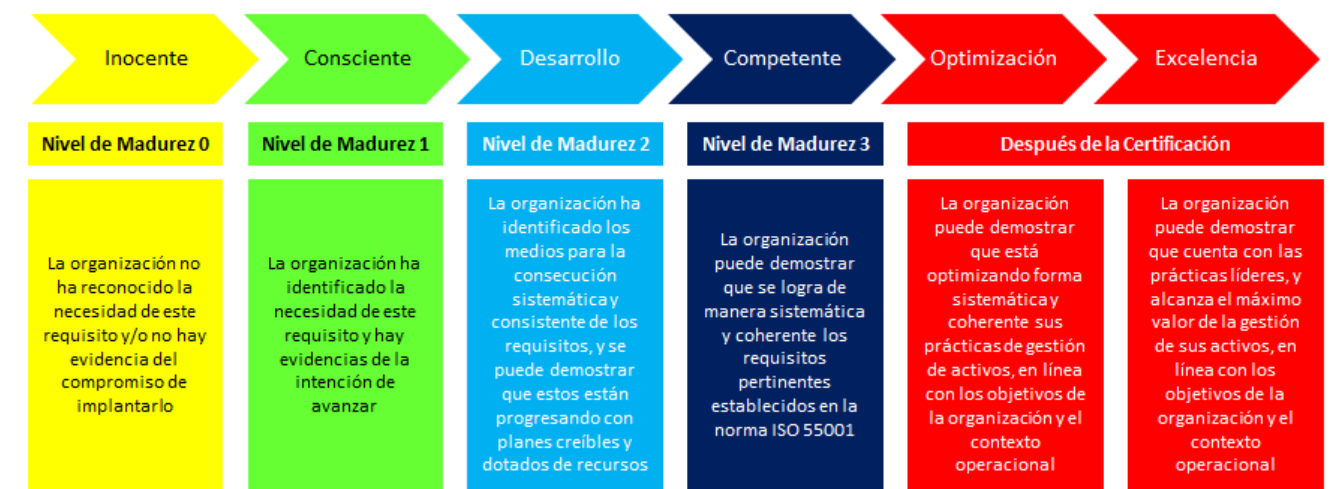 Inocente
Consciente
Desarrollo
Competente
Optimización
Excelencia
Nivel de Madurez 0
Nivel de Madurez 1
Nivel de Madurez 2
Nivel de Madurez 3
Después de la Certificación
La organización no
ha reconocido la
necesidad de este
requisito y/o no hay
evidencia del
compromiso de
implantarlo
La organización ha
identificado la
necesidad de este
requisito y hay
evidencias de la
intención de
avanzar
La organización ha
identificado los
medios para la
consecución
sistemática y
consistente de los
requisitos, y se
puede demostrar
que estos están
progresando con
planes creíbles y
dotados de recursos
La organización
puede demostrar
que se logra de
manera sistemática
y coherente los
requisitos
pertinentes
establecidos en la
norma ISO 55001
La organización
puede demostrar
que está
optimizando forma
sistemática y
coherente sus
prácticas de gestión
de activos, en línea
con los objetivos de
la organización y el
contexto
operacional
La organización
puede demostrar
que cuenta con las
prácticas líderes, y
alcanza el máximo
valor de la gestión
de sus activos, en
línea con los
objetivos de la
organización y el
contexto
operacional